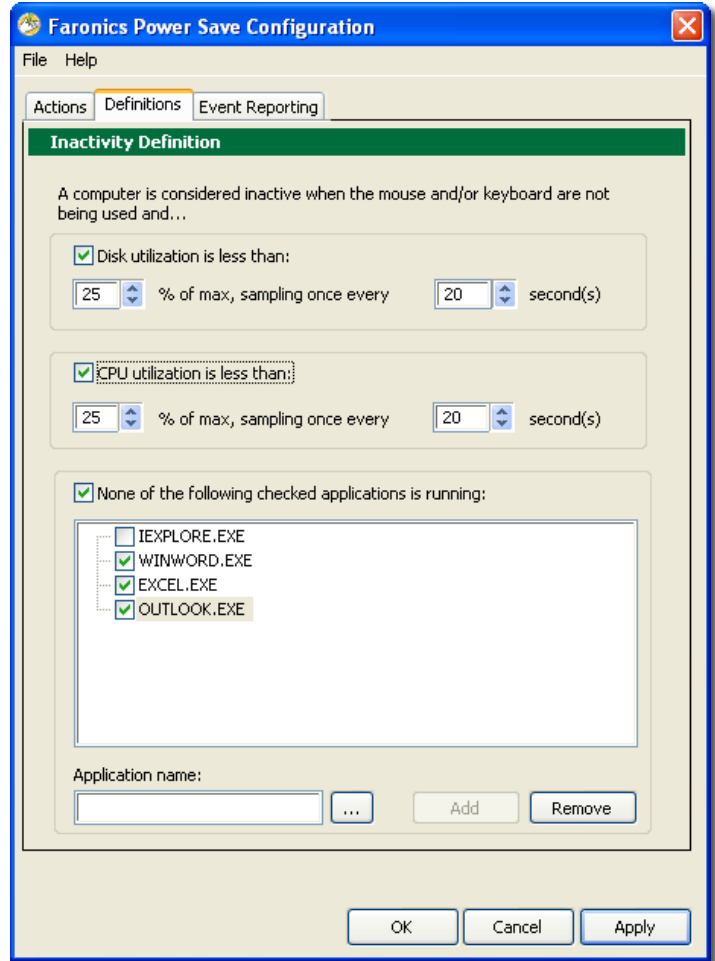 Faronics Power Save Configuration
File Help
Actions Definitions Event Reporting
Inactivity Definition
A computer is considered inactive when the mouse and/or keyboard are not
being used and...
Disk utilization is less than:
25 % of max, sampling once every 20 second(s)
CPU utilization is less than:
25 % of max, sampling once every 20 second(s)
None of the following checked applications is running:
IEXPLORE.EXE
WINWORD.EXE
EXCEL.EXE
OUTLOOK.EXE
Application name:
... Add Remove
OK Cancel Apply